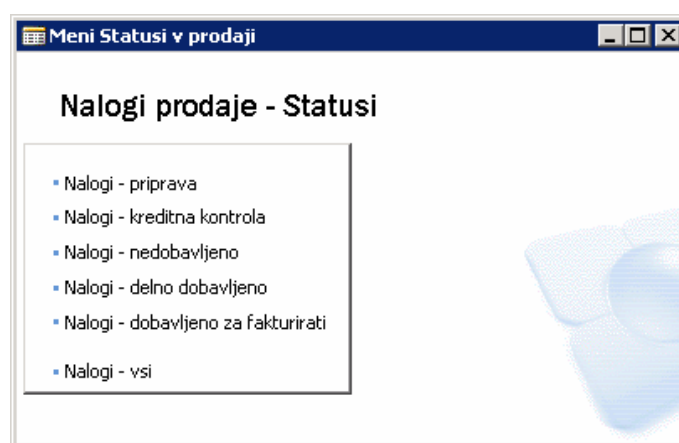 Meni Statusi v prodaji
Nalogi prodaje - Statusi
Nalogi - priprava
Nalogi - kreditna kontrola
Nalogi - nedobavljeno
Nalogi - delno dobavljeno
Nalogi - dobavljeno za fakturirati
Nalogi - vsi